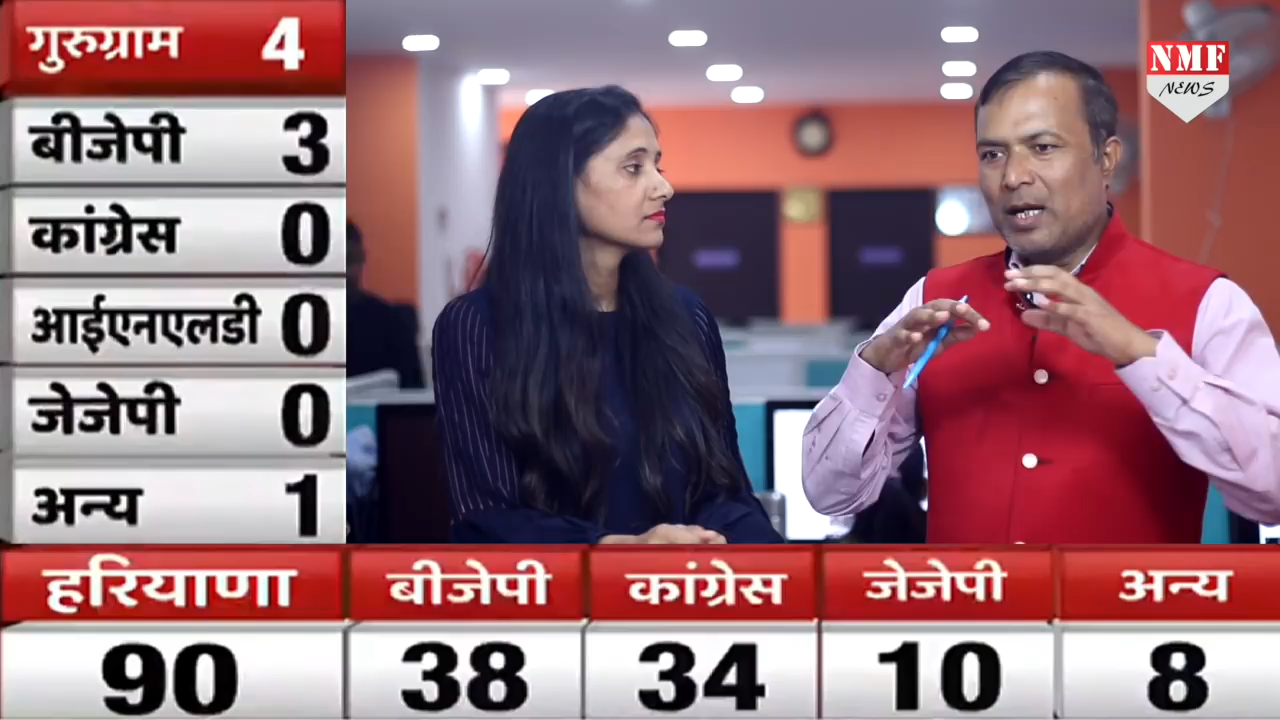 गुरुग्राम 4
बीजेपी 3
कांग्रेस 0
आईएनएलडी 0
जेजेपी 0
अन्य 1
NMF
NEWS
हरियाणा बीजेपी कांग्रेस जेजेपी अन्य
90 38 34 10 8